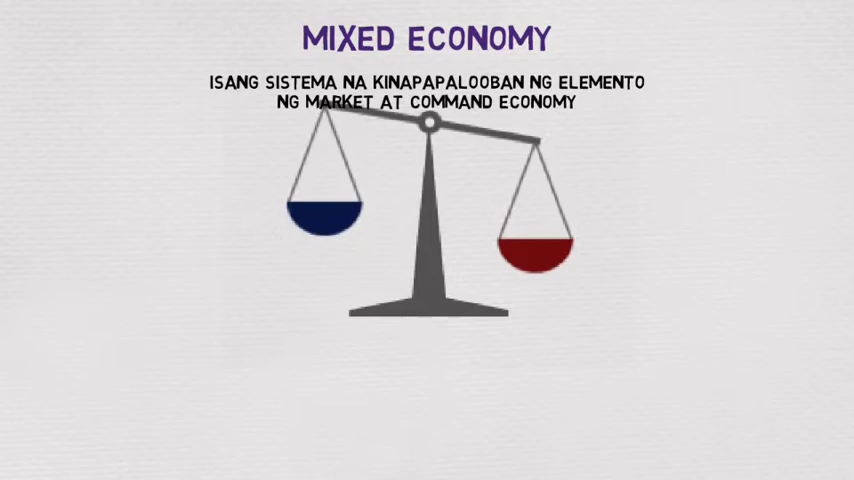 MIXED ECONOMY
ISANG SISTEMA NA KINAPAPALOOBAN NG ELEMENTO
NG MARKET AT COMMAND ECONOMY